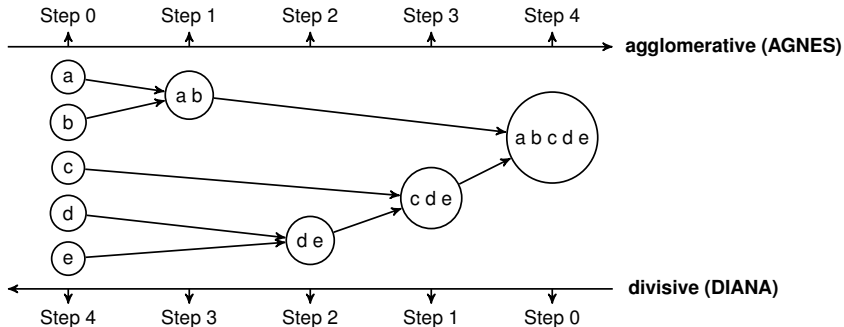 Step 0 Step 1 Step 2 Step 3 Step 4
agglomerative (AGNES)
a
a b
b
a b c d e
c
c d e
d
d e
e
divisive (DIANA)
Step 4 Step 3 Step 2 Step 1 Step 0